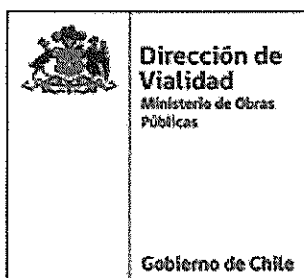 Dirección de
Vialidad
Ministerio de Obras
Públicas
Gobierno de Chile